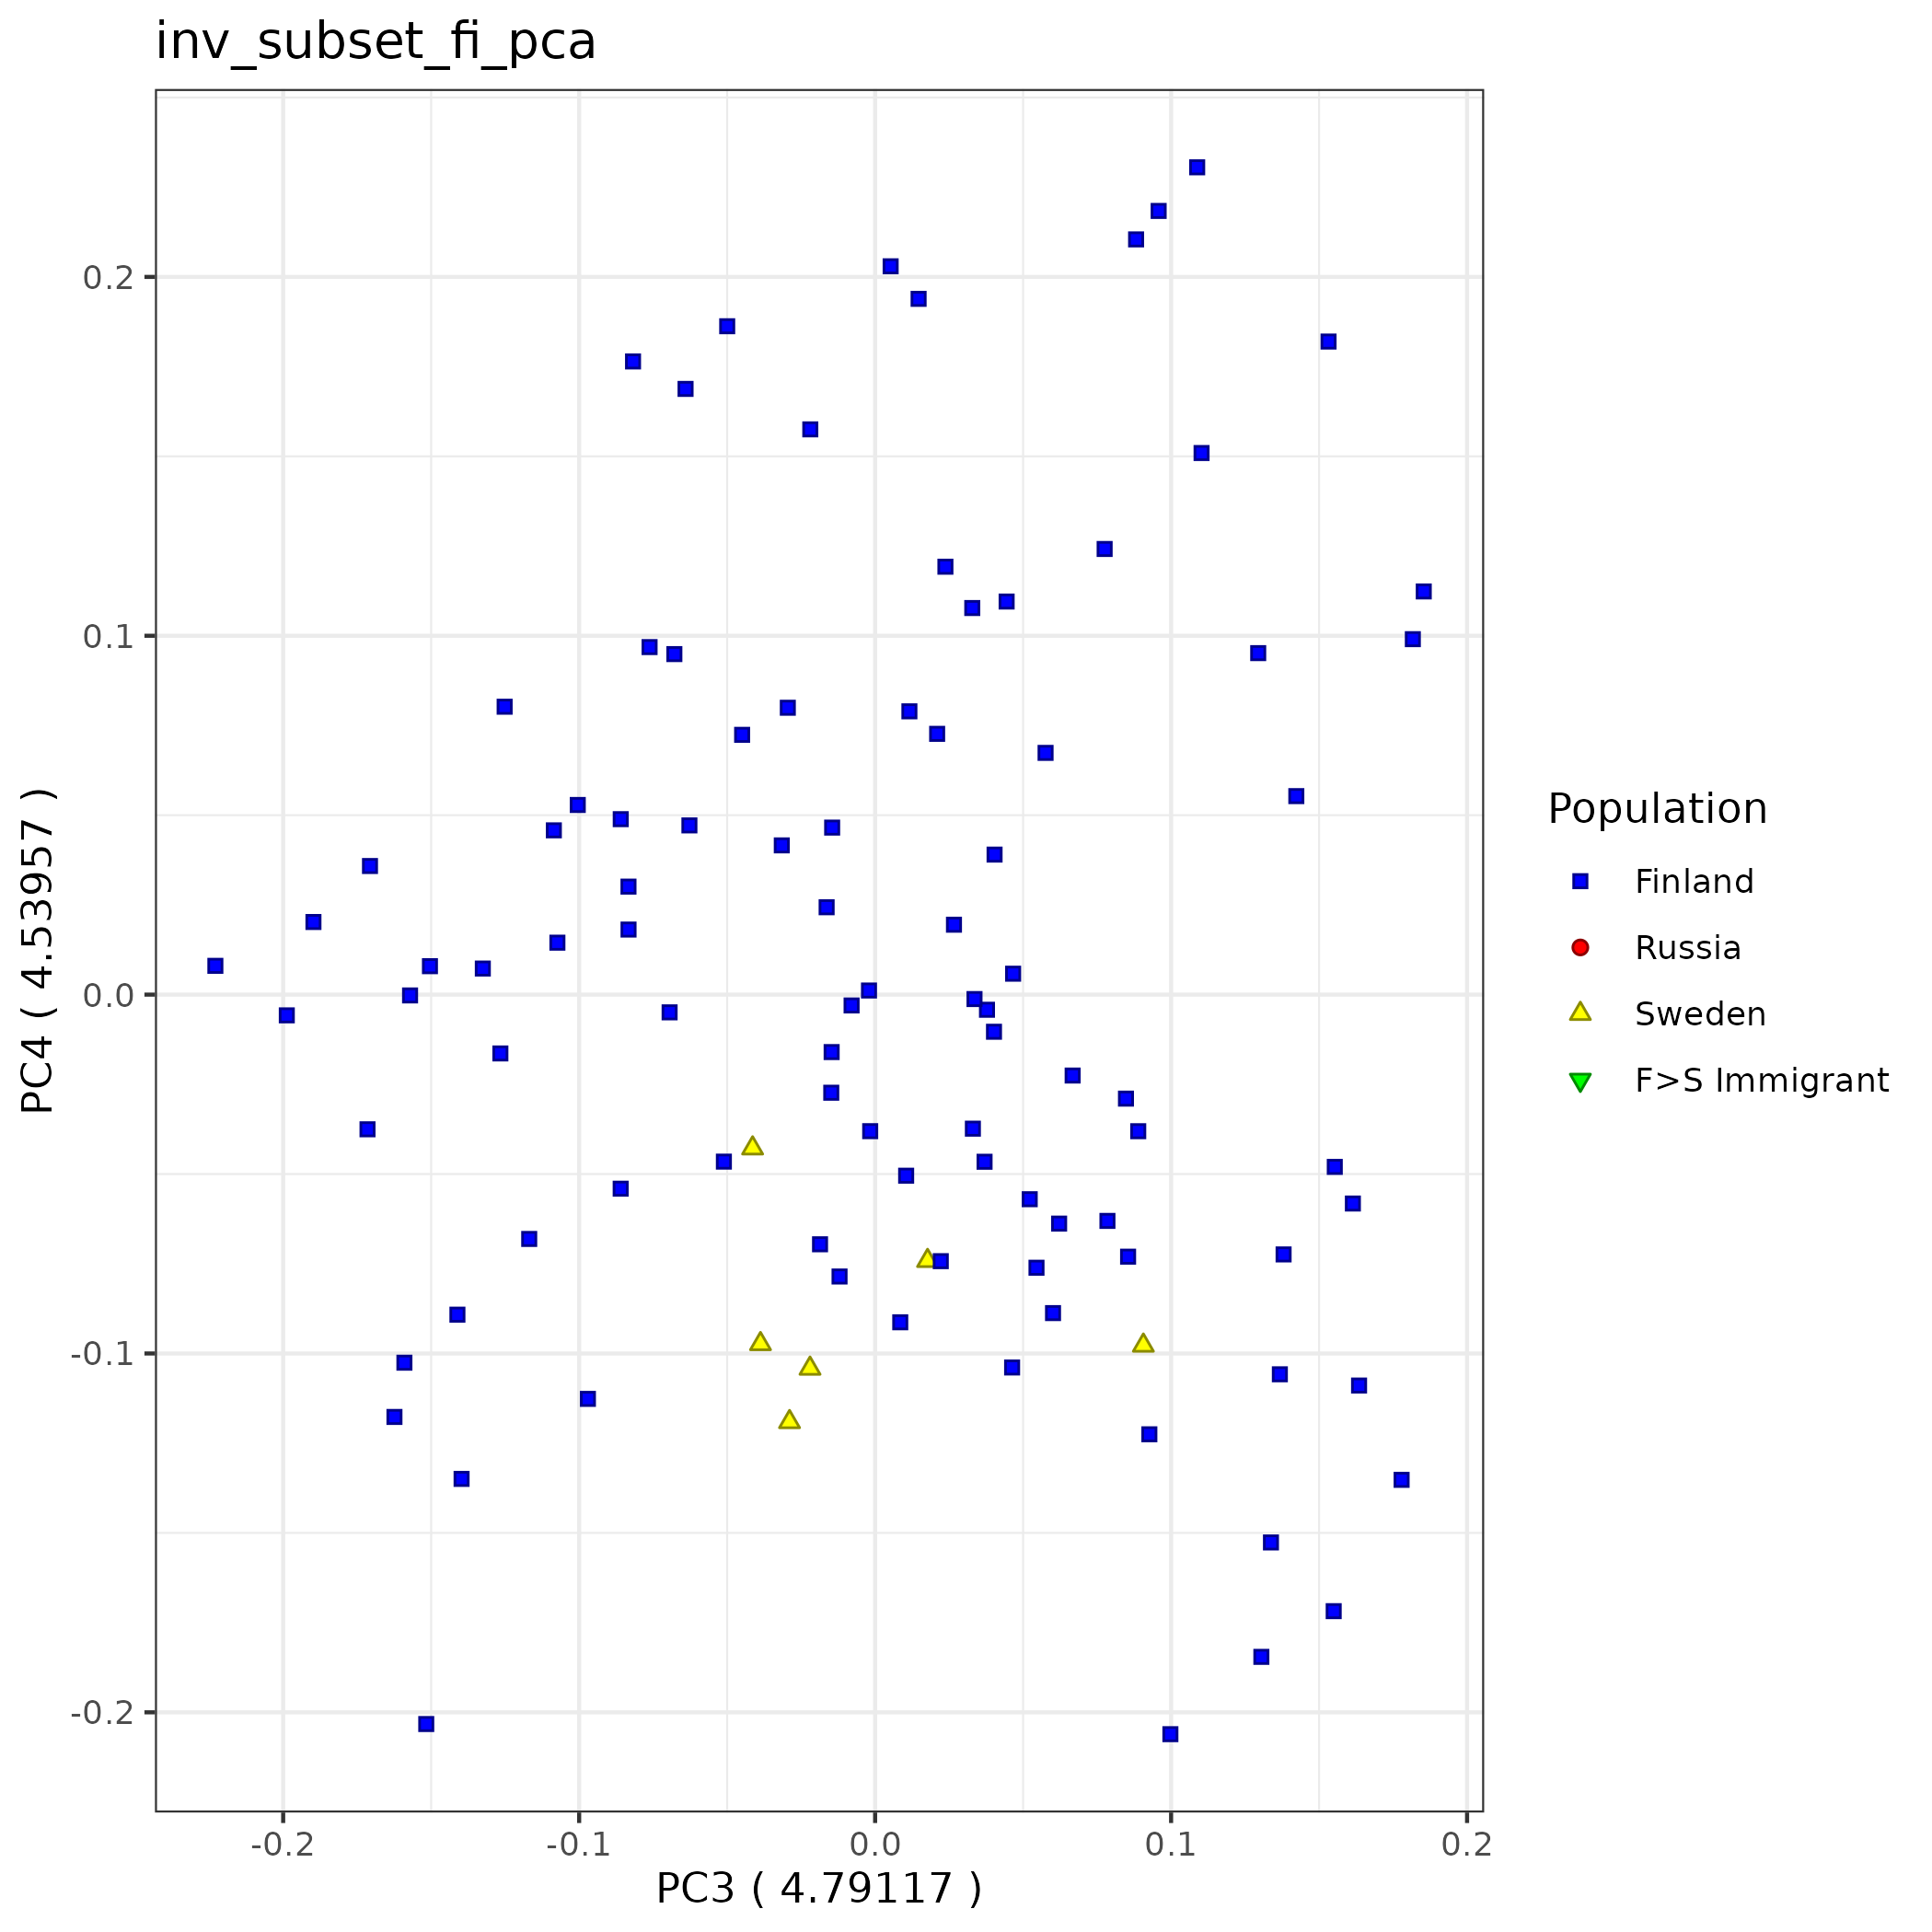 inv_subset_fi_pca
PC4 ( 4.53957 )
0.2
0.1
0.0
-0.1
-0.2
-0.2
-0.1
0.0
0.1
0.2
PC3 ( 4.79117 )
Population
Finland
Russia
Sweden
F>S Immigrant